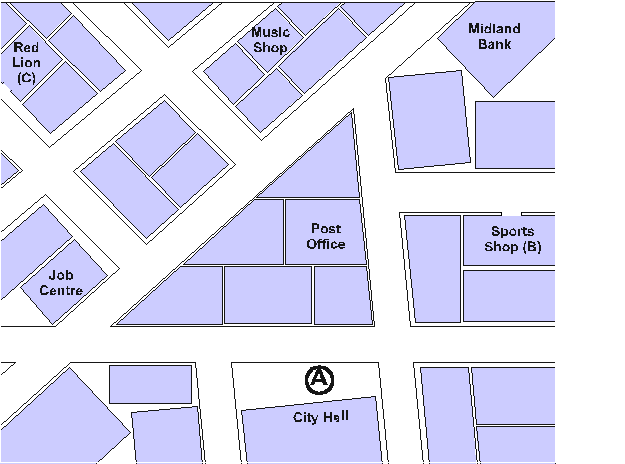 Red
Lion
(C)
Music
Shop
Midland
Bank
Post
Office
Sports
Shop (B)
Job
Centre
A
City Hall